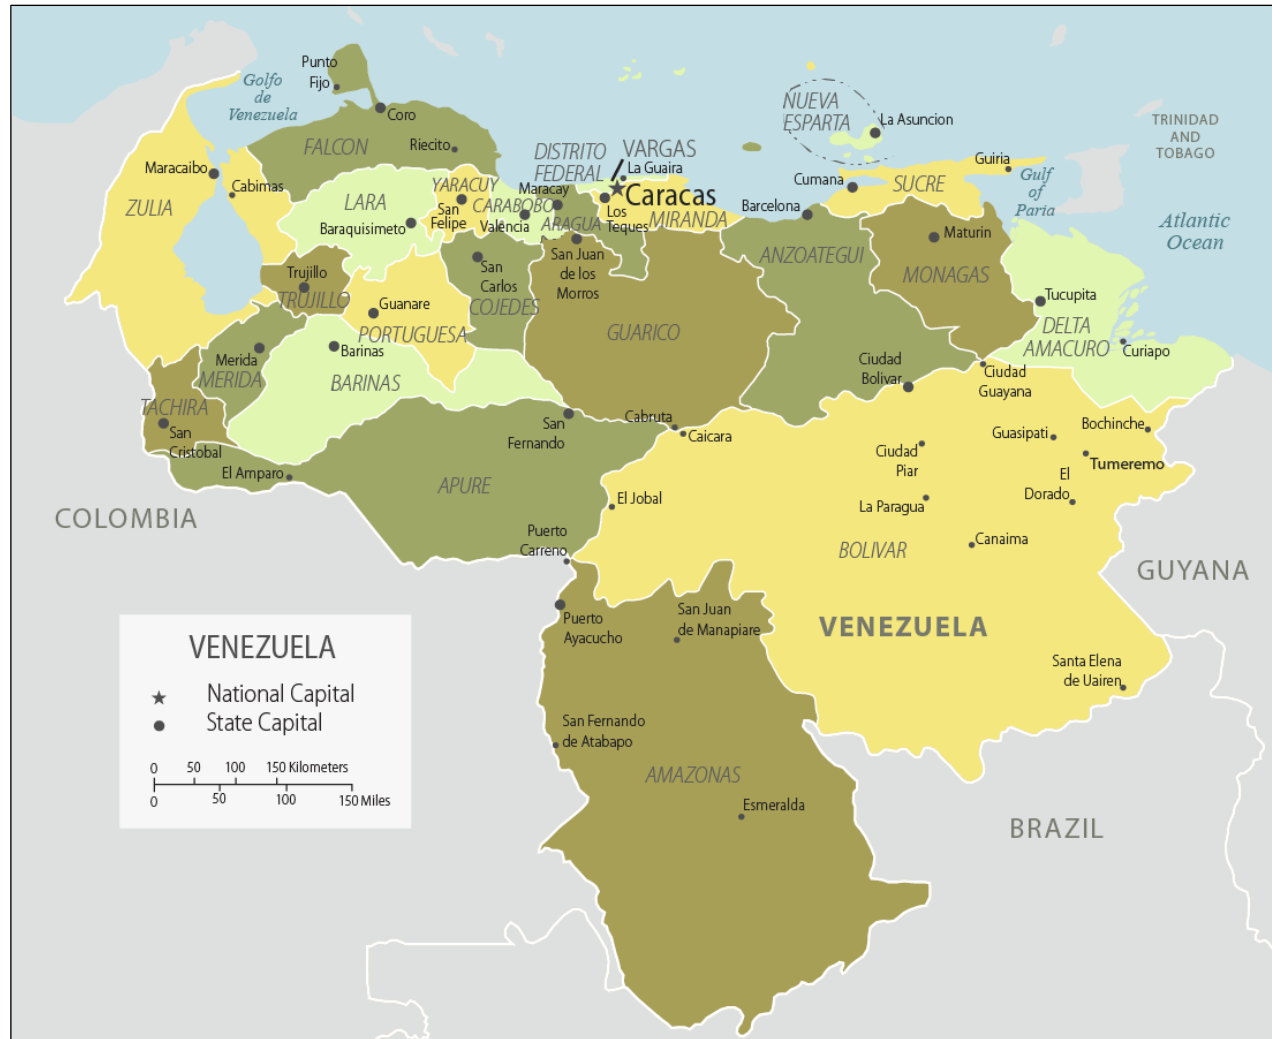 Punto
Fijo
Golfo
de
Venezuela
Coro
FALCON
Riecito
Maracaibo
Cabimas
ZULIA
LARA
Baraquisimeto
YARACUY
San
Felipe
CARABOBO
Valencia
DISTRITO
FEDERAL
Maracay
ARAGUA
VARGAS
La Guaira
Caracas
Los
Teques
MIRANDA
NUEVA
ESPARTA
La Asuncion
TRINIDAD
AND
TOBAGO
Cumana
SUCRE
Guiria
Gulf
of
Paria
Atlantic
Ocean
Barcelona
ANZOATEGUI
Maturin
MONAGAS
Tucupita
DELTA
AMACURO
Curiapo
Trujillo
TRUJILLO
Guanare
PORTUGUESA
San
Carlos
COJEDES
San Juan
de los
Morros
GUARICO
Merida
MERIDA
Barinas
BARINAS
TACHIRA
San
Cristobal
El Amparo
San
Fernando
APURE
Cabruta
Caicara
Ciudad
Bolivar
Ciudad
Guayana
Ciudad
Piar
Guasipati
Bochinche
Tumeremo
El
Dorado
La Paragua
El Jobal
Canaima
BOLIVAR
COLOMBIA
GUYANA
Puerto
Carreno
Puerto
Ayacucho
San Juan
de Manapiare
VENEZUELA
Santa Elena
de Uairen
San Fernando
de Atabapo
AMAZONAS
Esmeralda
BRAZIL
VENEZUELA
National Capital
State Capital
0 50 100 150 Kilometers
0 50 100 150 Miles